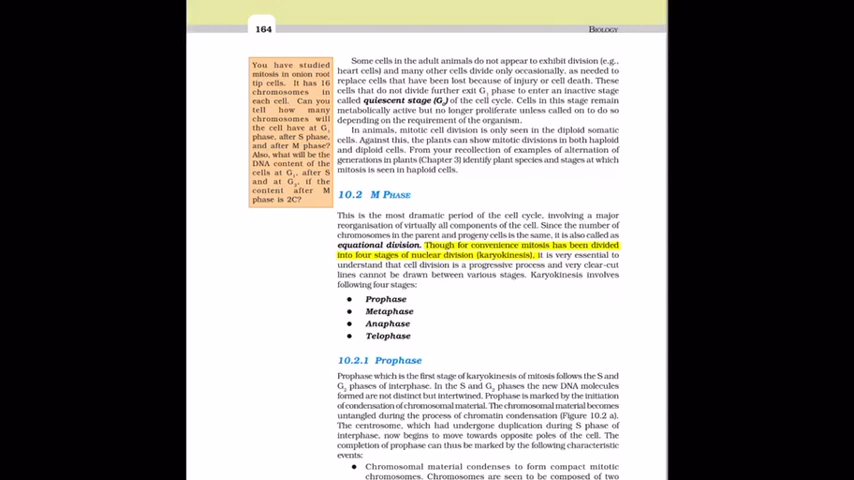 164
BIOLOGY
You have studied
mitosis in onion root
tip cells. It has 16
chromosomes in
each cell. Can you
tell how many
chromosomes will
the cell have at G1
phase, after S phase,
and after M phase?
Also, what will be the
DNA content of the
cells at G1, after S
and at G2, if the
content after M
phase is 2C?
Some cells in the adult animals do not appear to exhibit division (e.g.,
heart cells) and many other cells divide only occasionally, as needed to
replace cells that have been lost because of injury or cell death. These
cells that do not divide further exit G1 phase to enter an inactive stage
called quiescent stage (G0) of the cell cycle. Cells in this stage remain
metabolically active but no longer proliferate unless called on to do so
depending on the requirement of the organism.
In animals, mitotic cell division is only seen in the diploid somatic
cells. Against this, the plants can show mitotic divisions in both haploid
and diploid cells. From your recollection of examples of alternation of
generations in plants (Chapter 3) identify plant species and stages at which
mitosis is seen in haploid cells.
10.2 M PHASE
This is the most dramatic period of the cell cycle, involving a major
reorganisation of virtually all components of the cell. Since the number of
chromosomes in the parent and progeny cells is the same, it is also called as
equational division. Though for convenience mitosis has been divided
into four stages of nuclear division (karyokinesis), it is very essential to
understand that cell division is a progressive process and very clear-cut
lines cannot be drawn between various stages. Karyokinesis involves
following four stages:
● Prophase
● Metaphase
● Anaphase
● Telophase
10.2.1 Prophase
Prophase which is the first stage of karyokinesis of mitosis follows the S and
G2 phases of interphase. In the S and G2 phases the new DNA molecules
formed are not distinct but intertwined. Prophase is marked by the initiation
of condensation of chromosomal material. The chromosomal material becomes
untangled during the process of chromatin condensation (Figure 10.2 a).
The centrosome, which had undergone duplication during S phase of
interphase, now begins to move towards opposite poles of the cell. The
completion of prophase can thus be marked by the following characteristic
events:
● Chromosomal material condenses to form compact mitotic
chromosomes. Chromosomes are seen to be composed of two